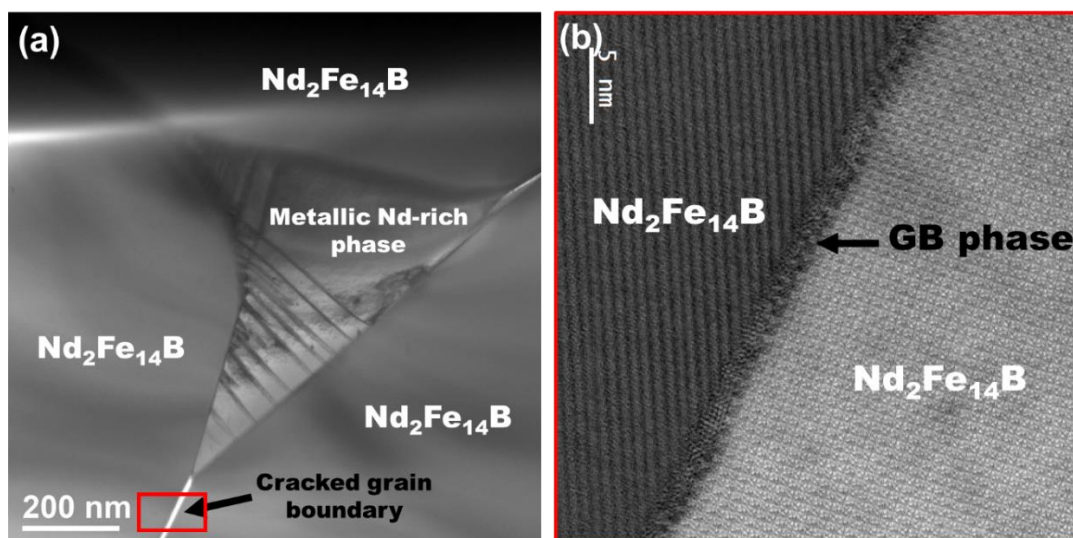 (a)
Nd₂Fe₁₄B
Metallic Nd-rich
phase
Nd₂Fe₁₄B
Nd₂Fe₁₄B
Cracked grain
boundary
200 nm
(b)
5 nm
Nd₂Fe₁₄B
GB phase
Nd₂Fe₁₄B